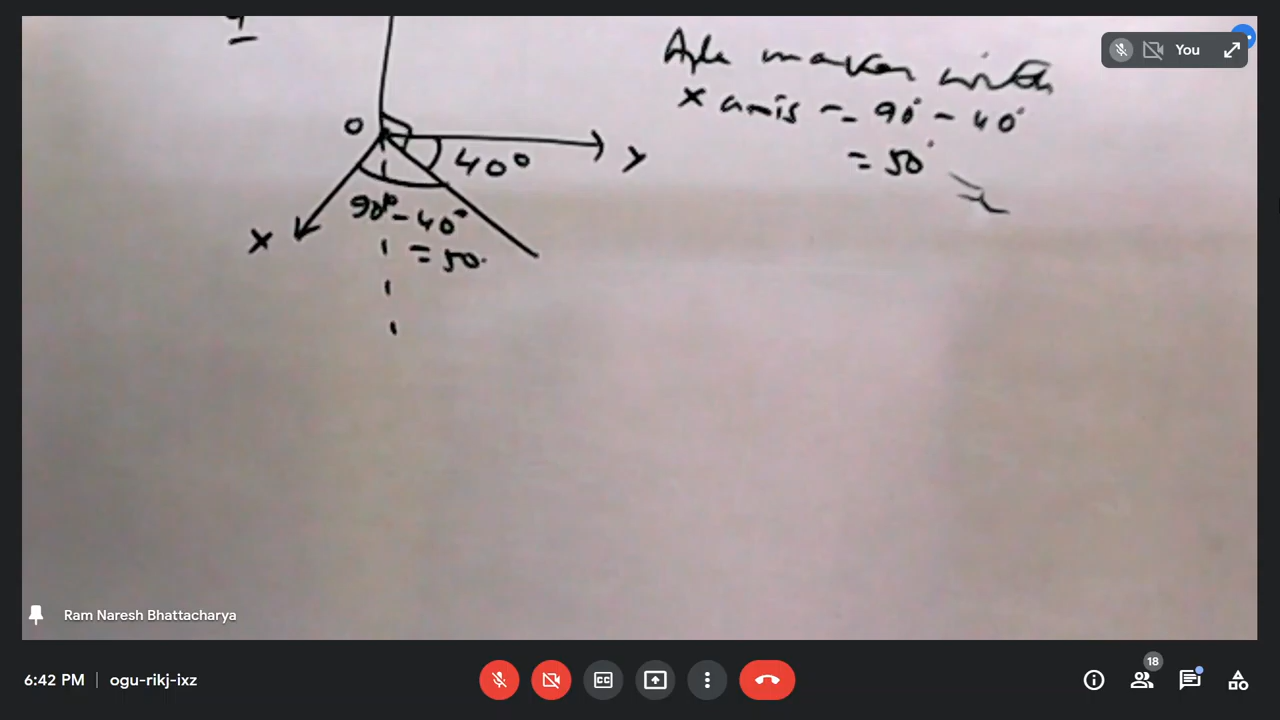 You
makes with
x axis = 90° - 40°
= 50°
O
40°
y
90° - 40°
= 50°
x
Ram Naresh Bhattacharya
6:42 PM | ogu-rikj-ixz
CC
18